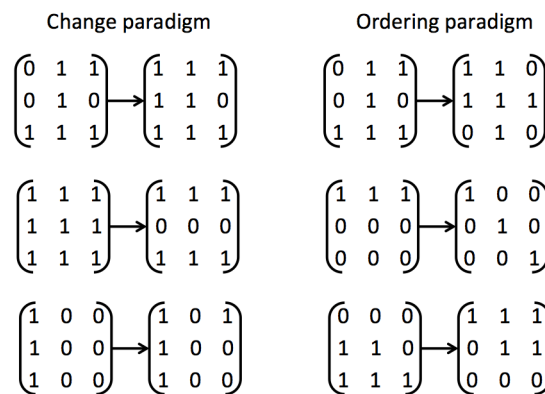 Change paradigm Ordering paradigm
0 1 1 1 1 1 0 1 1 1 1 0
0 1 0 1 1 0 0 1 0 1 1 1
1 1 1 1 1 1 1 1 1 0 1 0
1 1 1 1 1 1 1 1 1 1 0 0
1 1 1 0 0 0 0 0 0 0 1 0
1 1 1 1 1 1 0 0 0 0 0 1
1 0 0 1 0 1 0 0 0 1 1 1
1 0 0 1 0 0 1 1 0 0 1 1
1 0 0 1 0 0 1 1 1 0 0 0